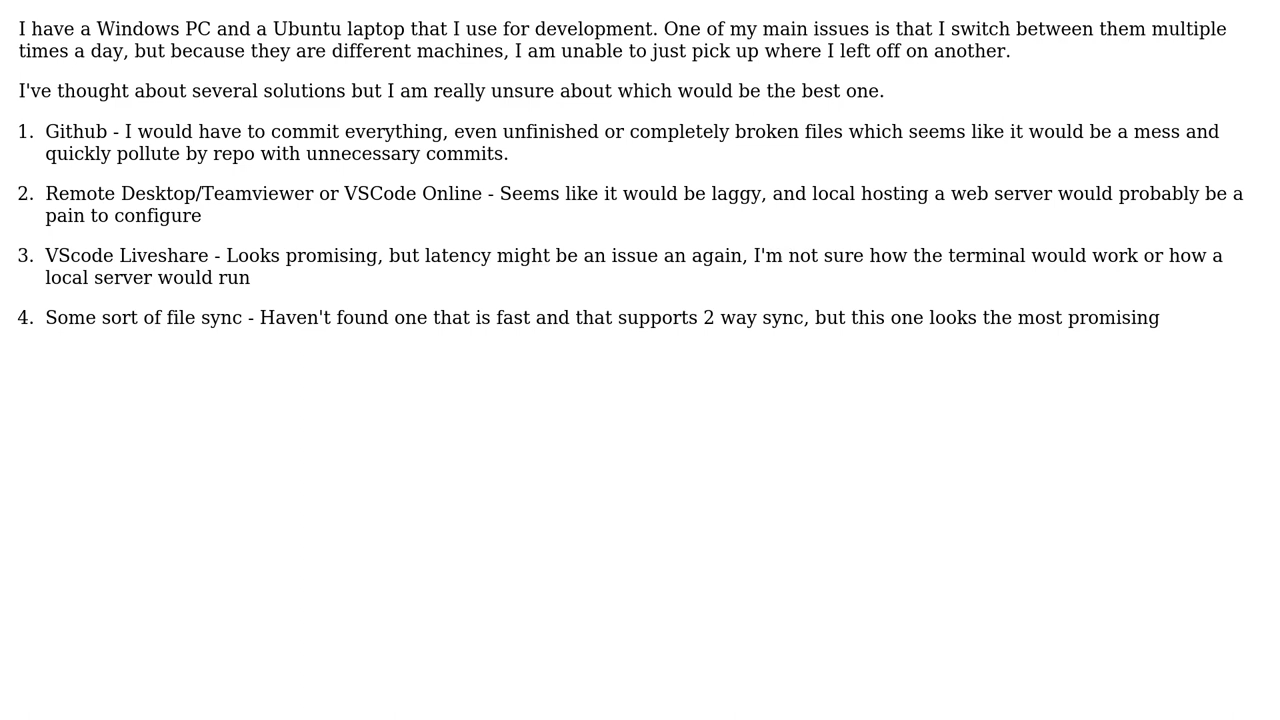 I have a Windows PC and a Ubuntu laptop that I use for development. One of my main issues is that I switch between them multiple
times a day, but because they are different machines, I am unable to just pick up where I left off on another.
I've thought about several solutions but I am really unsure about which would be the best one.
1. Github - I would have to commit everything, even unfinished or completely broken files which seems like it would be a mess and
quickly pollute by repo with unnecessary commits.
2. Remote Desktop/Teamviewer or VSCode Online - Seems like it would be laggy, and local hosting a web server would probably be a
pain to configure
3. VScode Liveshare - Looks promising, but latency might be an issue an again, I'm not sure how the terminal would work or how a
local server would run
4. Some sort of file sync - Haven't found one that is fast and that supports 2 way sync, but this one looks the most promising